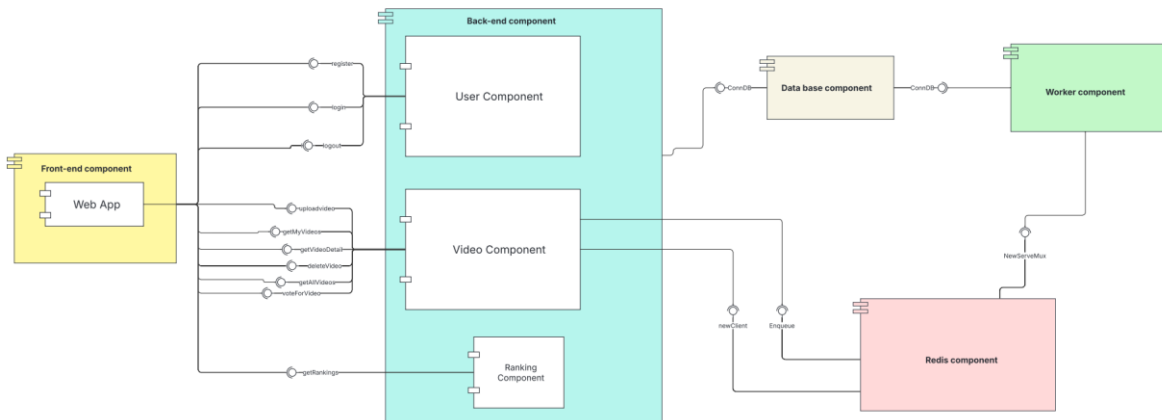 Back-end component
register
User Component
login
logout
ConnDB
Data base component
ConnDB
Worker component
Front-end component
Web App
uploadvideo
getMyVideos
getVideoDetail
deleteVideo
getAllVideos
voteForVideo
Video Component
NewServeMux
newClient
Enqueue
Redis component
getRankings
Ranking
Component